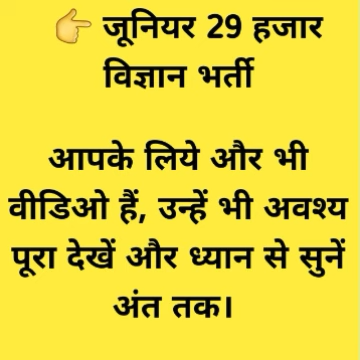 👉 जूनियर 29 हजार
विज्ञान भर्ती
आपके लिये और भी
वीडिओ हैं, उन्हें भी अवश्य
पूरा देखें और ध्यान से सुनें
अंत तक।